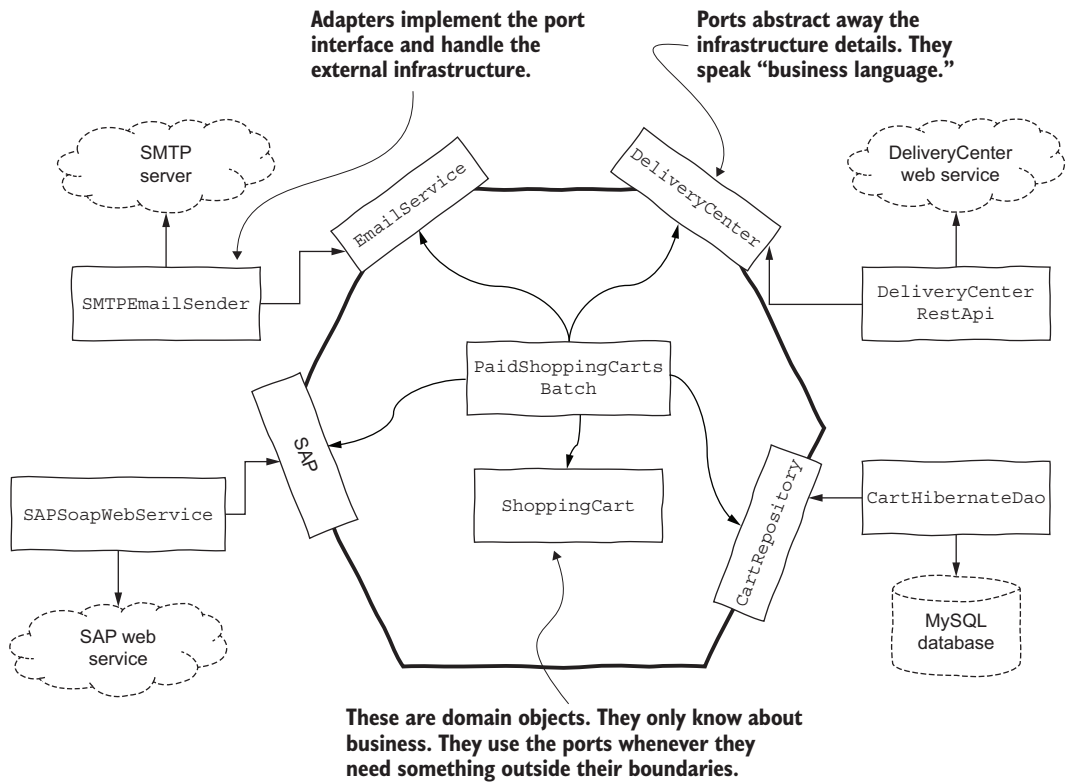 Adapters implement the port
interface and handle the
external infrastructure.
Ports abstract away the
infrastructure details. They
speak “business language.”
SMTP
server
EmailService
DeliveryCenter
DeliveryCenter
web service
SMTPEmailSender
DeliveryCenter
RestApi
PaidShoppingCarts
Batch
SAP
SAPSoapWebService
ShoppingCart
CartRepository
CartHibernateDao
SAP web
service
MySQL
database
These are domain objects. They only know about
business. They use the ports whenever they
need something outside their boundaries.